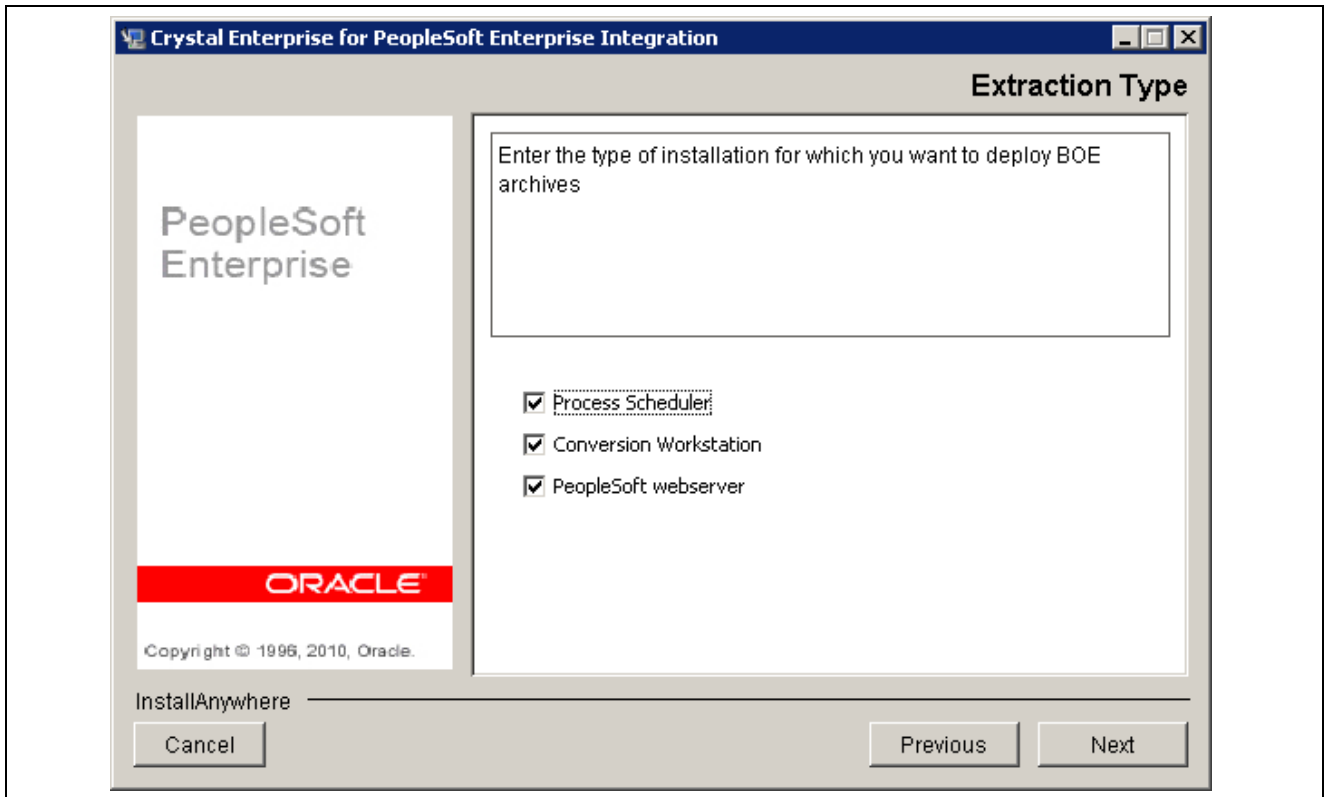 Crystal Enterprise for PeopleSoft Enterprise Integration
Extraction Type
PeopleSoft
Enterprise
ORACLE
Copyright © 1996, 2010, Oracle.
Enter the type of installation for which you want to deploy BOE
archives
Process Scheduler
Conversion Workstation
PeopleSoft webserver
InstallAnywhere
Cancel
Previous
Next